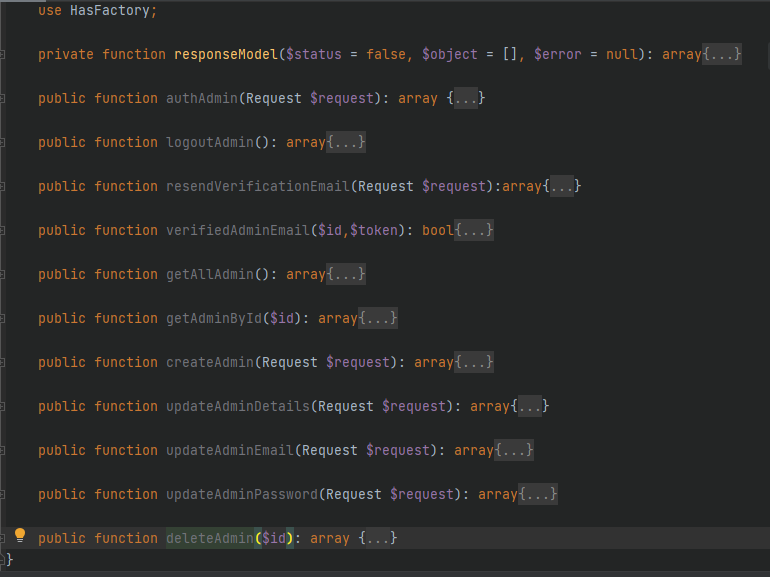 use HasFactory;
private function responseModel($status = false, $object = [], $error = null): array{...}
public function authAdmin(Request $request): array {...}
public function logoutAdmin(): array{...}
public function resendVerificationEmail(Request $request):array{...}
public function verifiedAdminEmail($id,$token): bool{...}
public function getAllAdmin(): array{...}
public function getAdminById($id): array{...}
public function createAdmin(Request $request): array{...}
public function updateAdminDetails(Request $request): array{...}
public function updateAdminEmail(Request $request): array{...}
public function updateAdminPassword(Request $request): array{...}
public function deleteAdmin($id): array {...}
}